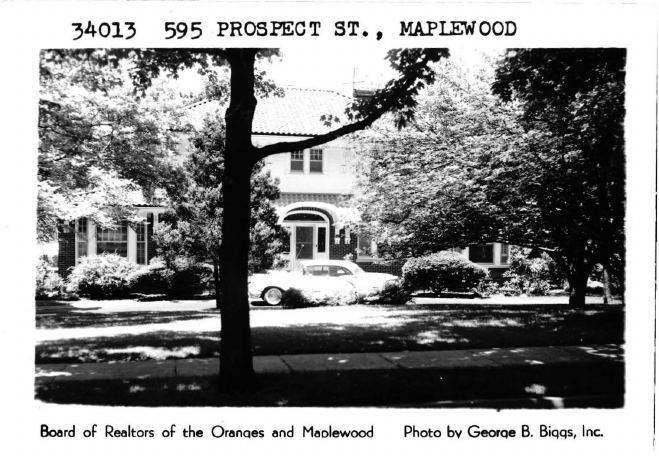 34013 595 PROSPECT ST., MAPLEWOOD
Board of Realtors of the Oranges and Maplewood Photo by George B. Biggs, Inc.